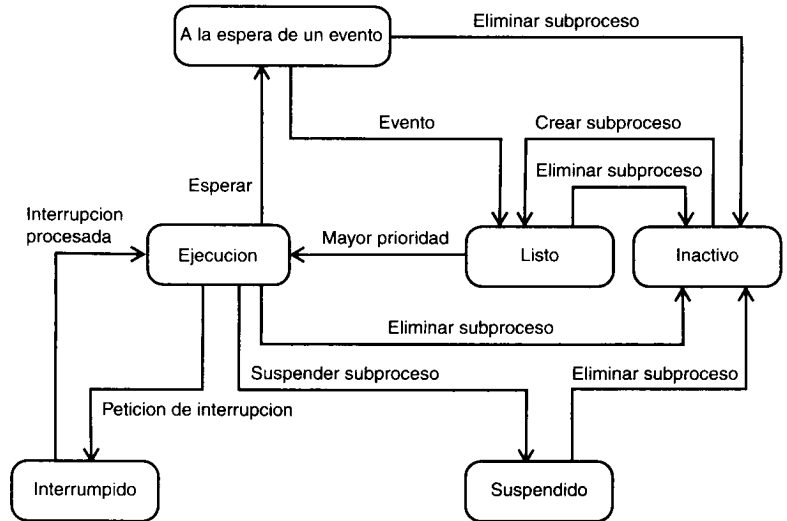 Eliminar subproceso
A la espera de un evento
Evento
Crear subproceso
Eliminar subproceso
Esperar
Interrupcion
procesada
Mayor prioridad
Ejecucion
Listo
Inactivo
Eliminar subproceso
Suspender subproceso
Eliminar subproceso
Peticion de interrupcion
Interrumpido
Suspendido